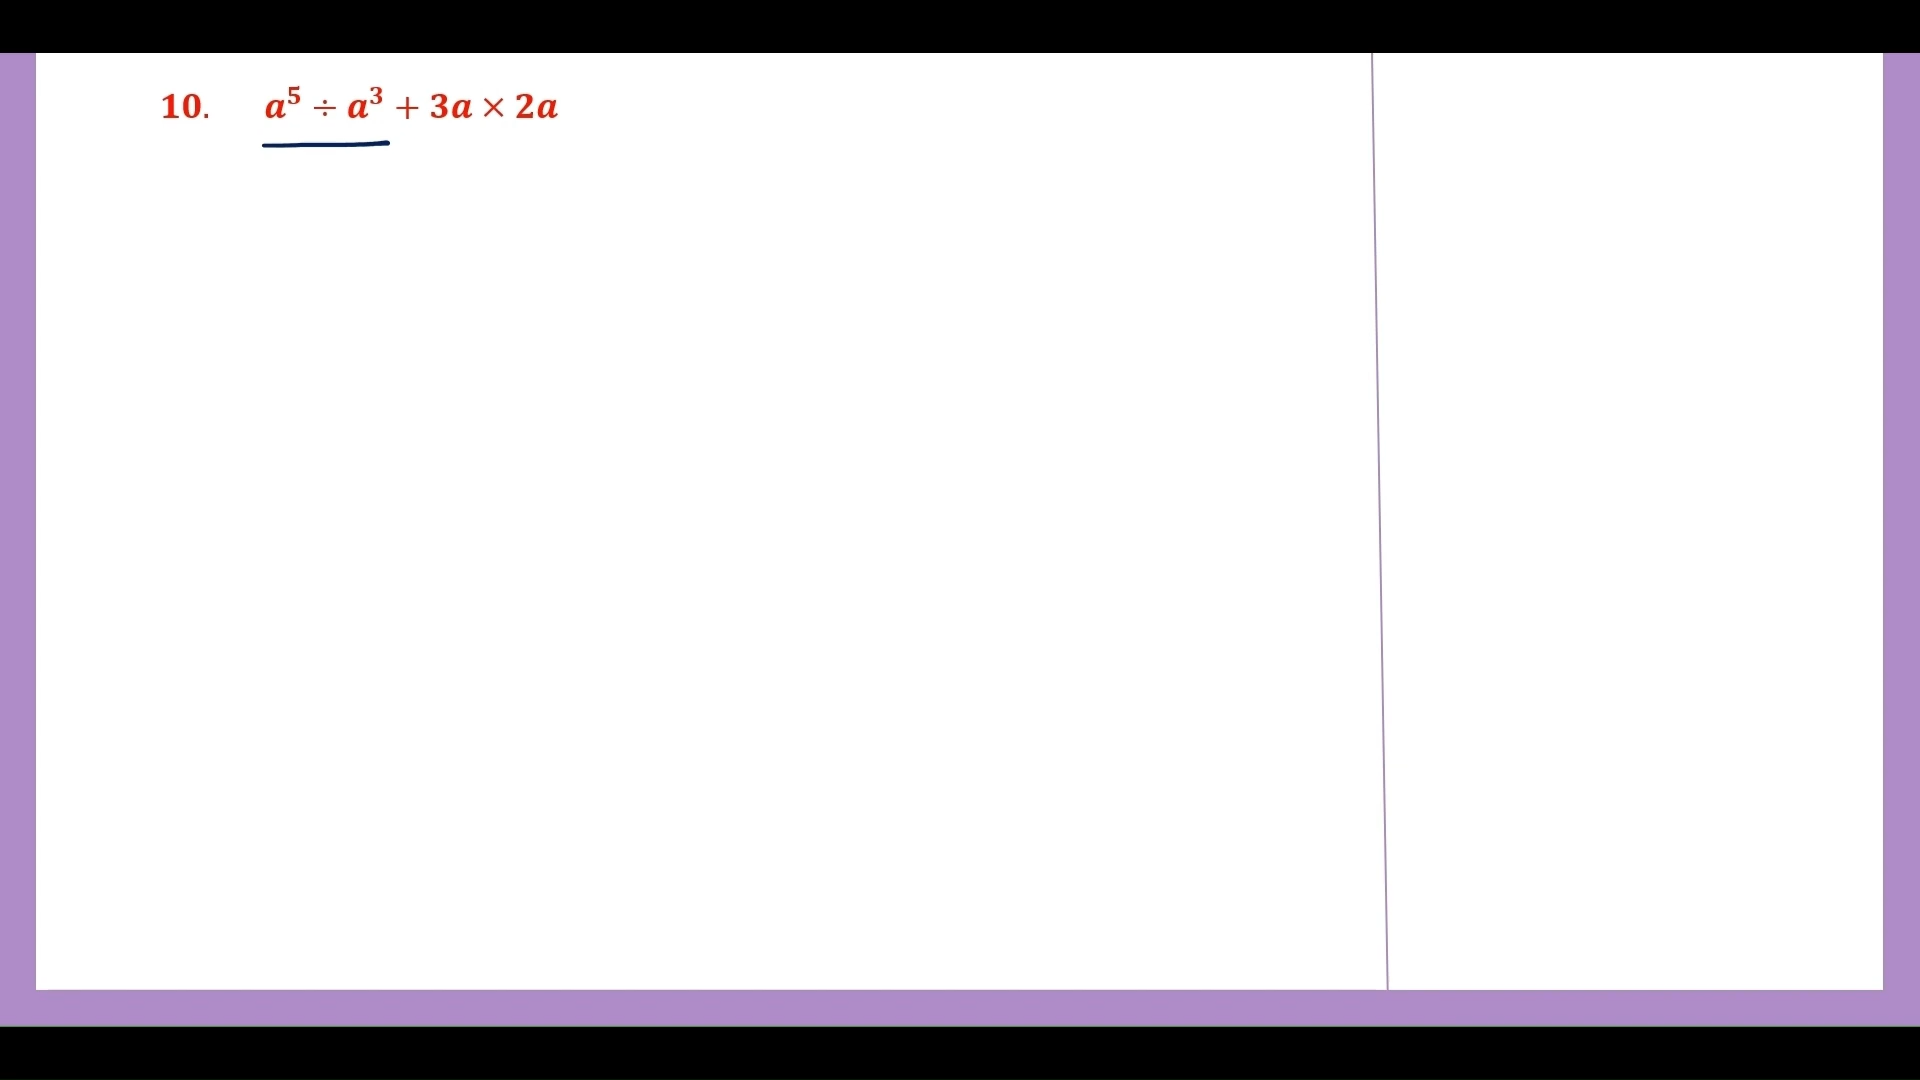 10. a⁵ ÷ a³ + 3a × 2a